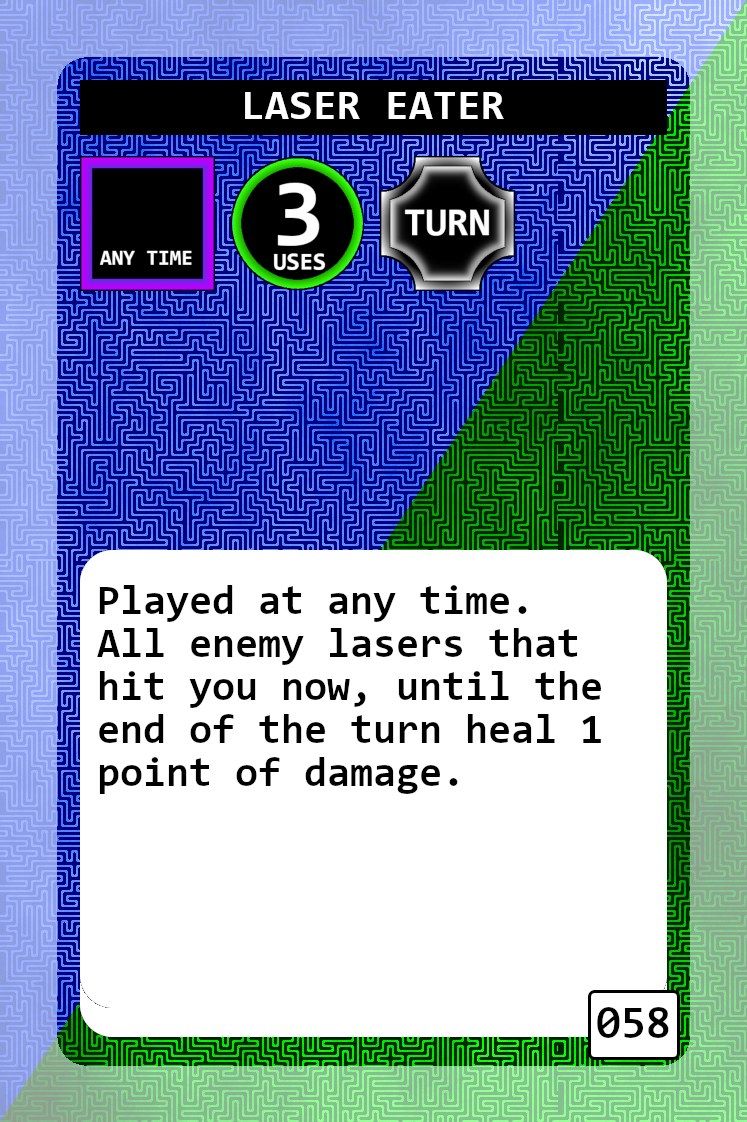 LASER EATER
ANY TIME
3
USES
TURN
Played at any time.
All enemy lasers that
hit you now, until the
end of the turn heal 1
point of damage.
058